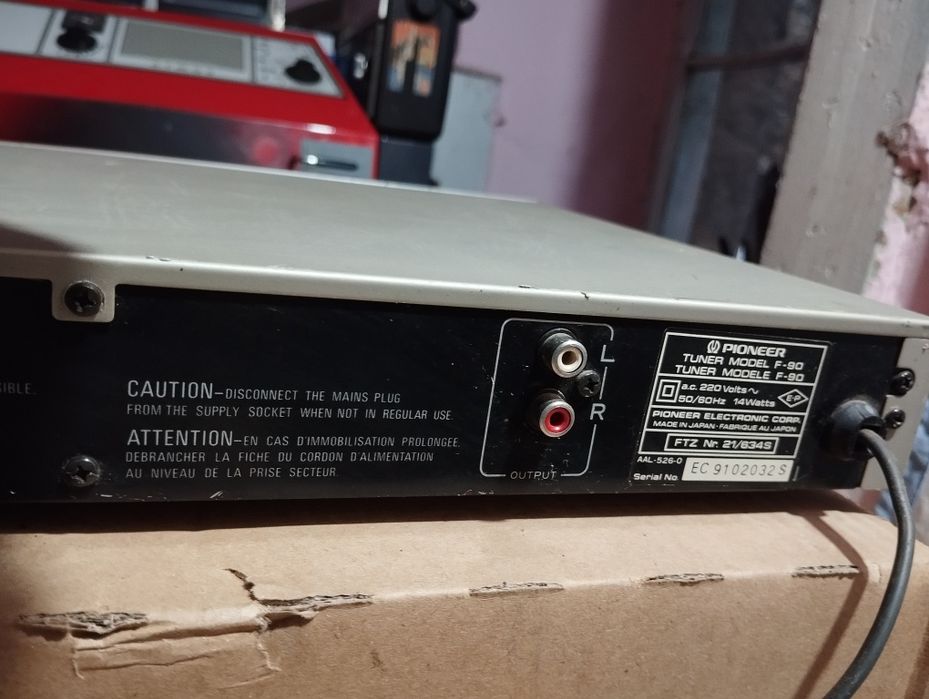 SIBLE.
CAUTION–DISCONNECT THE MAINS PLUG
FROM THE SUPPLY SOCKET WHEN NOT IN REGULAR USE.
ATTENTION–EN CAS D'IMMOBILISATION PROLONGEE,
DEBRANCHER LA FICHE DU CORDON D'ALIMENTATION
AU NIVEAU DE LA PRISE SECTEUR.
L
R
OUTPUT
PIONEER
TUNER MODEL F-90
TUNER MODELE F-90
a.c. 220 Volts ~
50/60Hz 14Watts
E·P
PIONEER ELECTRONIC CORP.
MADE IN JAPAN · FABRIQUE AU JAPON
FTZ Nr. 21/634S
AAL-526-0
Serial No. EC 9102032 S